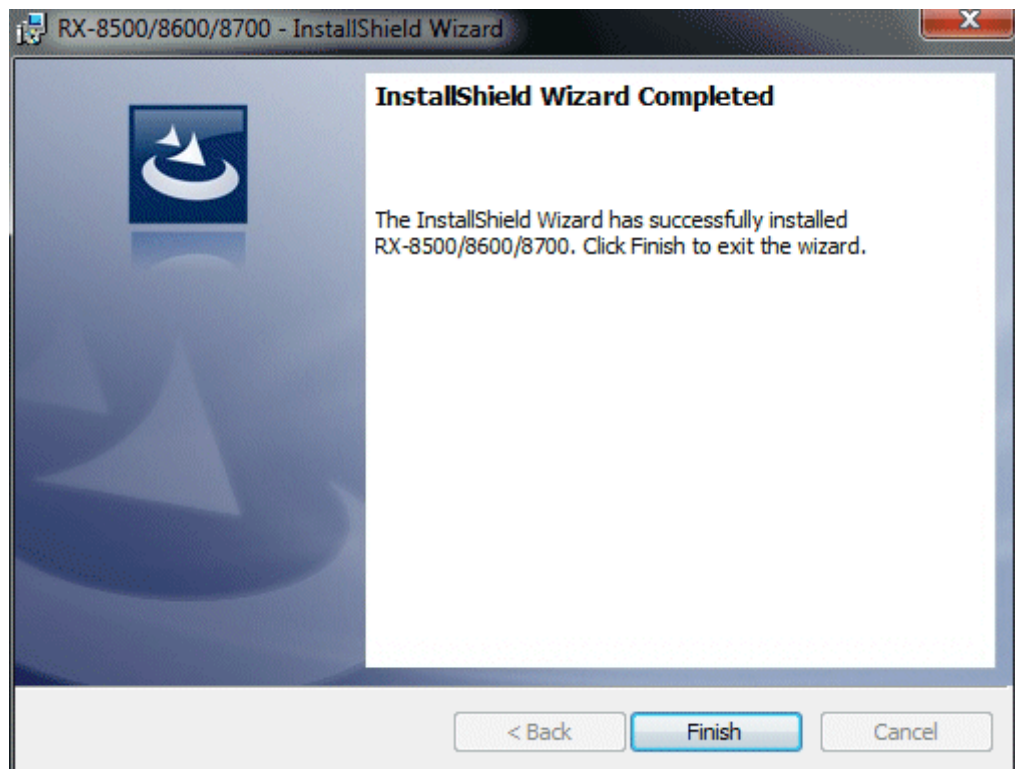 RX-8500/8600/8700 - InstallShield Wizard
InstallShield Wizard Completed
The InstallShield Wizard has successfully installed
RX-8500/8600/8700. Click Finish to exit the wizard.
< Back
Finish
Cancel